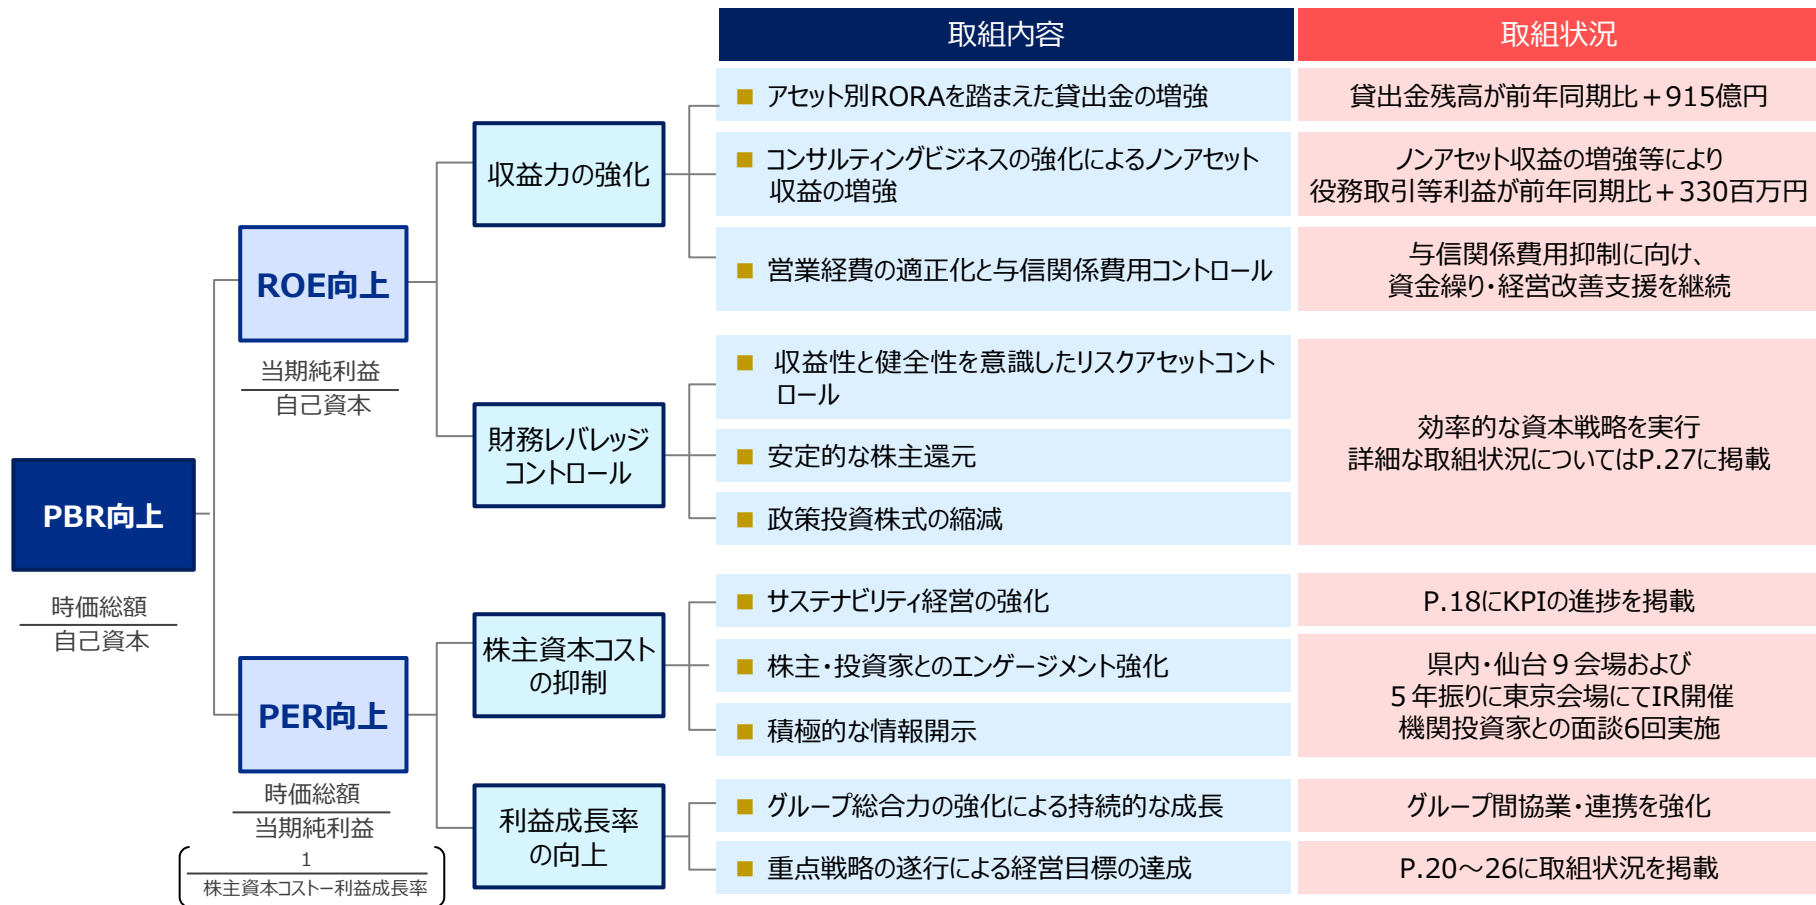 取組内容
取組状況
PBR向上
時価総額
自己資本
ROE向上
当期純利益
自己資本
収益力の強化
■ アセット別RORAを踏まえた貸出金の増強
貸出金残高が前年同期比＋915億円
■ コンサルティングビジネスの強化によるノンアセット
収益の増強
ノンアセット収益の増強等により
役務取引等利益が前年同期比＋330百万円
■ 営業経費の適正化と与信関係費用コントロール
与信関係費用抑制に向け、
資金繰り・経営改善支援を継続
財務レバレッジ
コントロール
■ 収益性と健全性を意識したリスクアセットコント
ロール
■ 安定的な株主還元
■ 政策投資株式の縮減
効率的な資本戦略を実行
詳細な取組状況についてはP.27に掲載
PER向上
時価総額
当期純利益
1
株主資本コストー利益成長率
株主資本コスト
の抑制
■ サステナビリティ経営の強化
P.18にKPIの進捗を掲載
■ 株主・投資家とのエンゲージメント強化
■ 積極的な情報開示
県内・仙台９会場および
５年振りに東京会場にてIR開催
機関投資家との面談6回実施
利益成長率
の向上
■ グループ総合力の強化による持続的な成長
グループ間協業・連携を強化
■ 重点戦略の遂行による経営目標の達成
P.20～26に取組状況を掲載